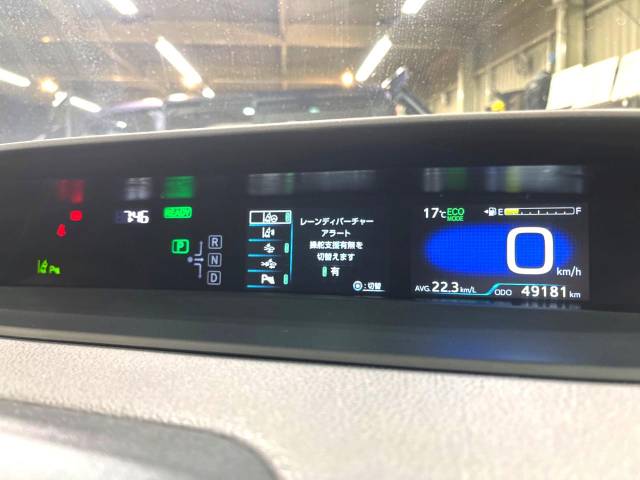 7:46
READY
P
R
N
D
レーンディパーチャー
アラート
操舵支援有無を
切替えます
有
:切替
17℃ ECO
MODE
E F
0
km/h
AVG. 22.3 km/L ODO 49181 km